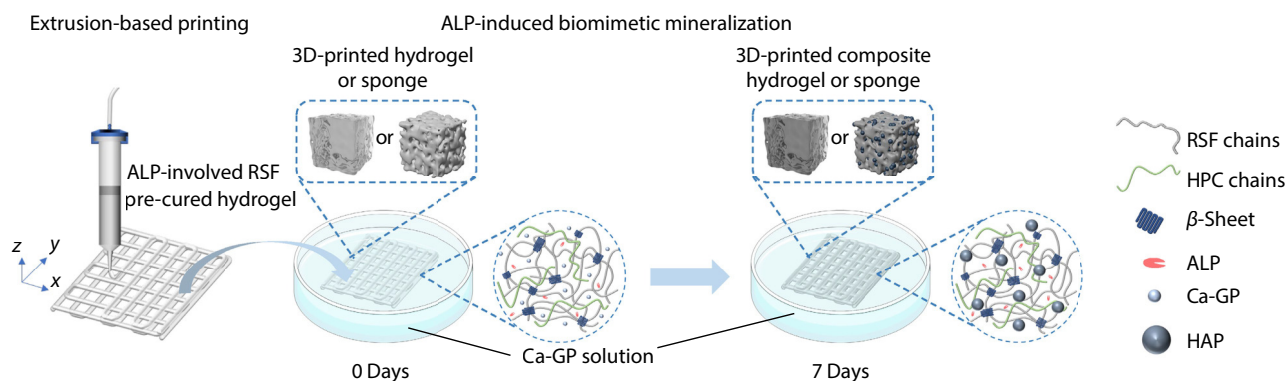 Extrusion-based printing
ALP-induced biomimetic mineralization
3D-printed hydrogel
or sponge
or
3D-printed composite
hydrogel or sponge
or
ALP-involved RSF
pre-cured hydrogel
z
y
x
Ca-GP solution
0 Days
7 Days
RSF chains
HPC chains
β-Sheet
ALP
Ca-GP
HAP